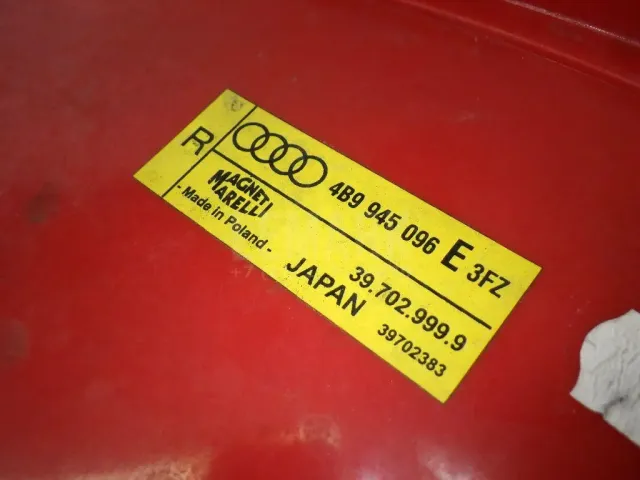 R
4B9 945 096 E 3FZ
MAGNETI
MARELLI
- Made in Poland -
39.702.999.9
JAPAN
39702383